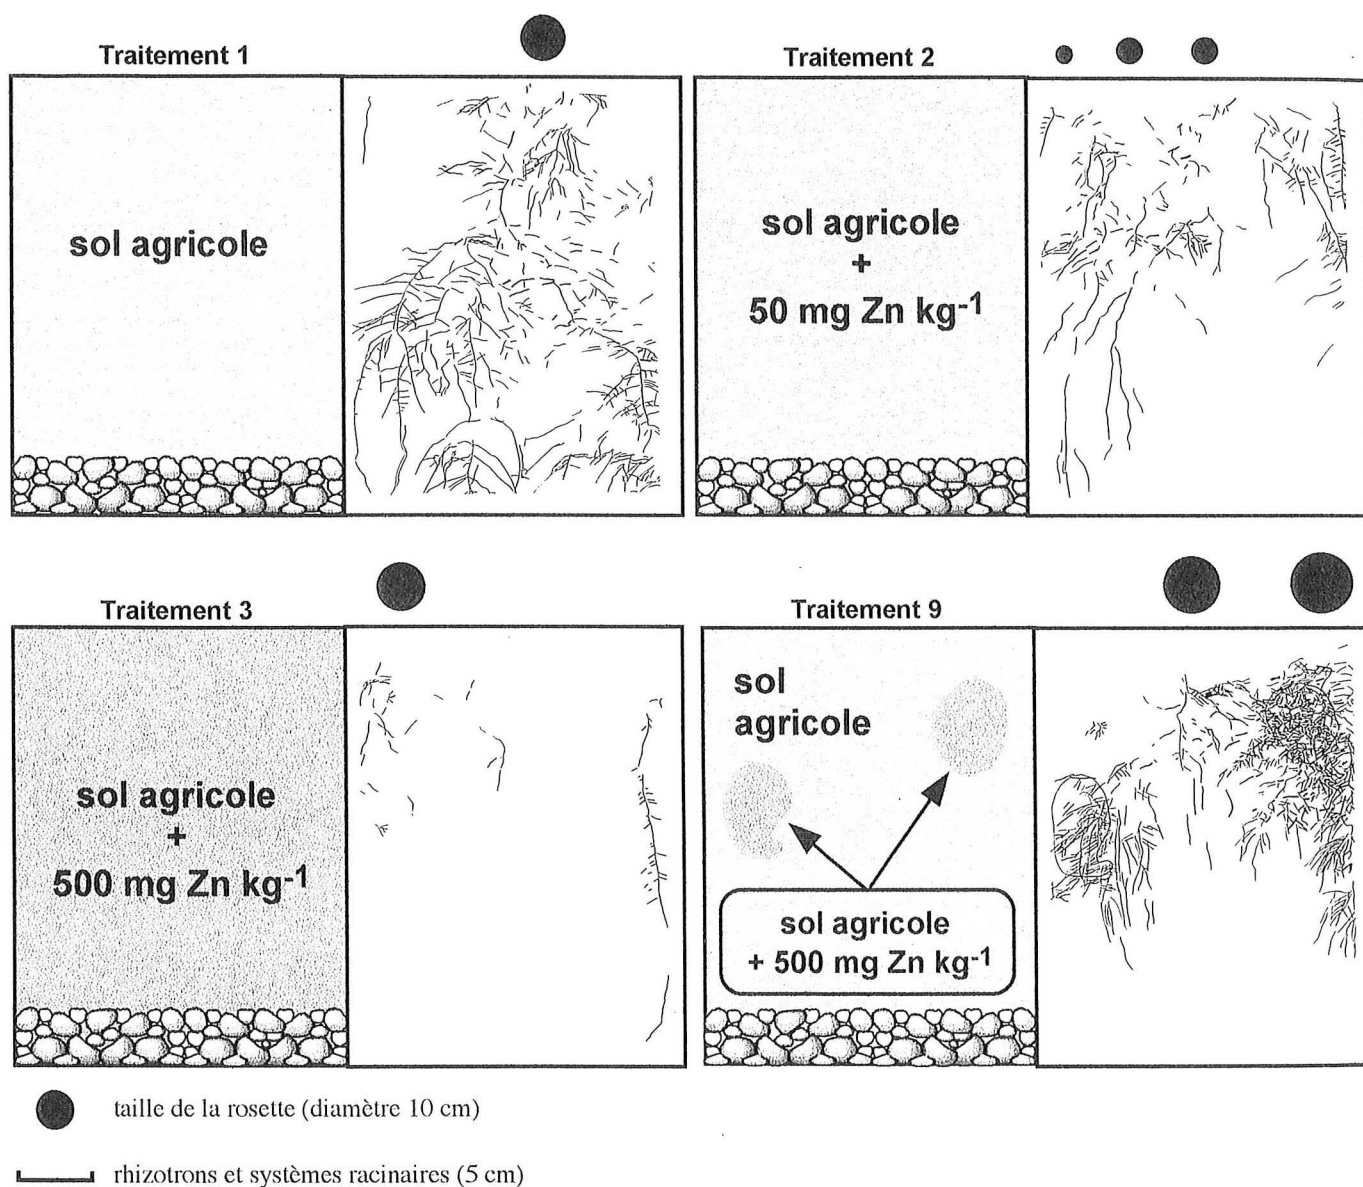 Traitement 1
sol agricole
Traitement 2
sol agricole
+
50 mg Zn kg-1
Traitement 3
sol agricole
+
500 mg Zn kg-1
Traitement 9
sol
agricole
sol agricole
+ 500 mg Zn kg-1
taille de la rosette (diamètre 10 cm)
rhizotrons et systèmes racinaires (5 cm)